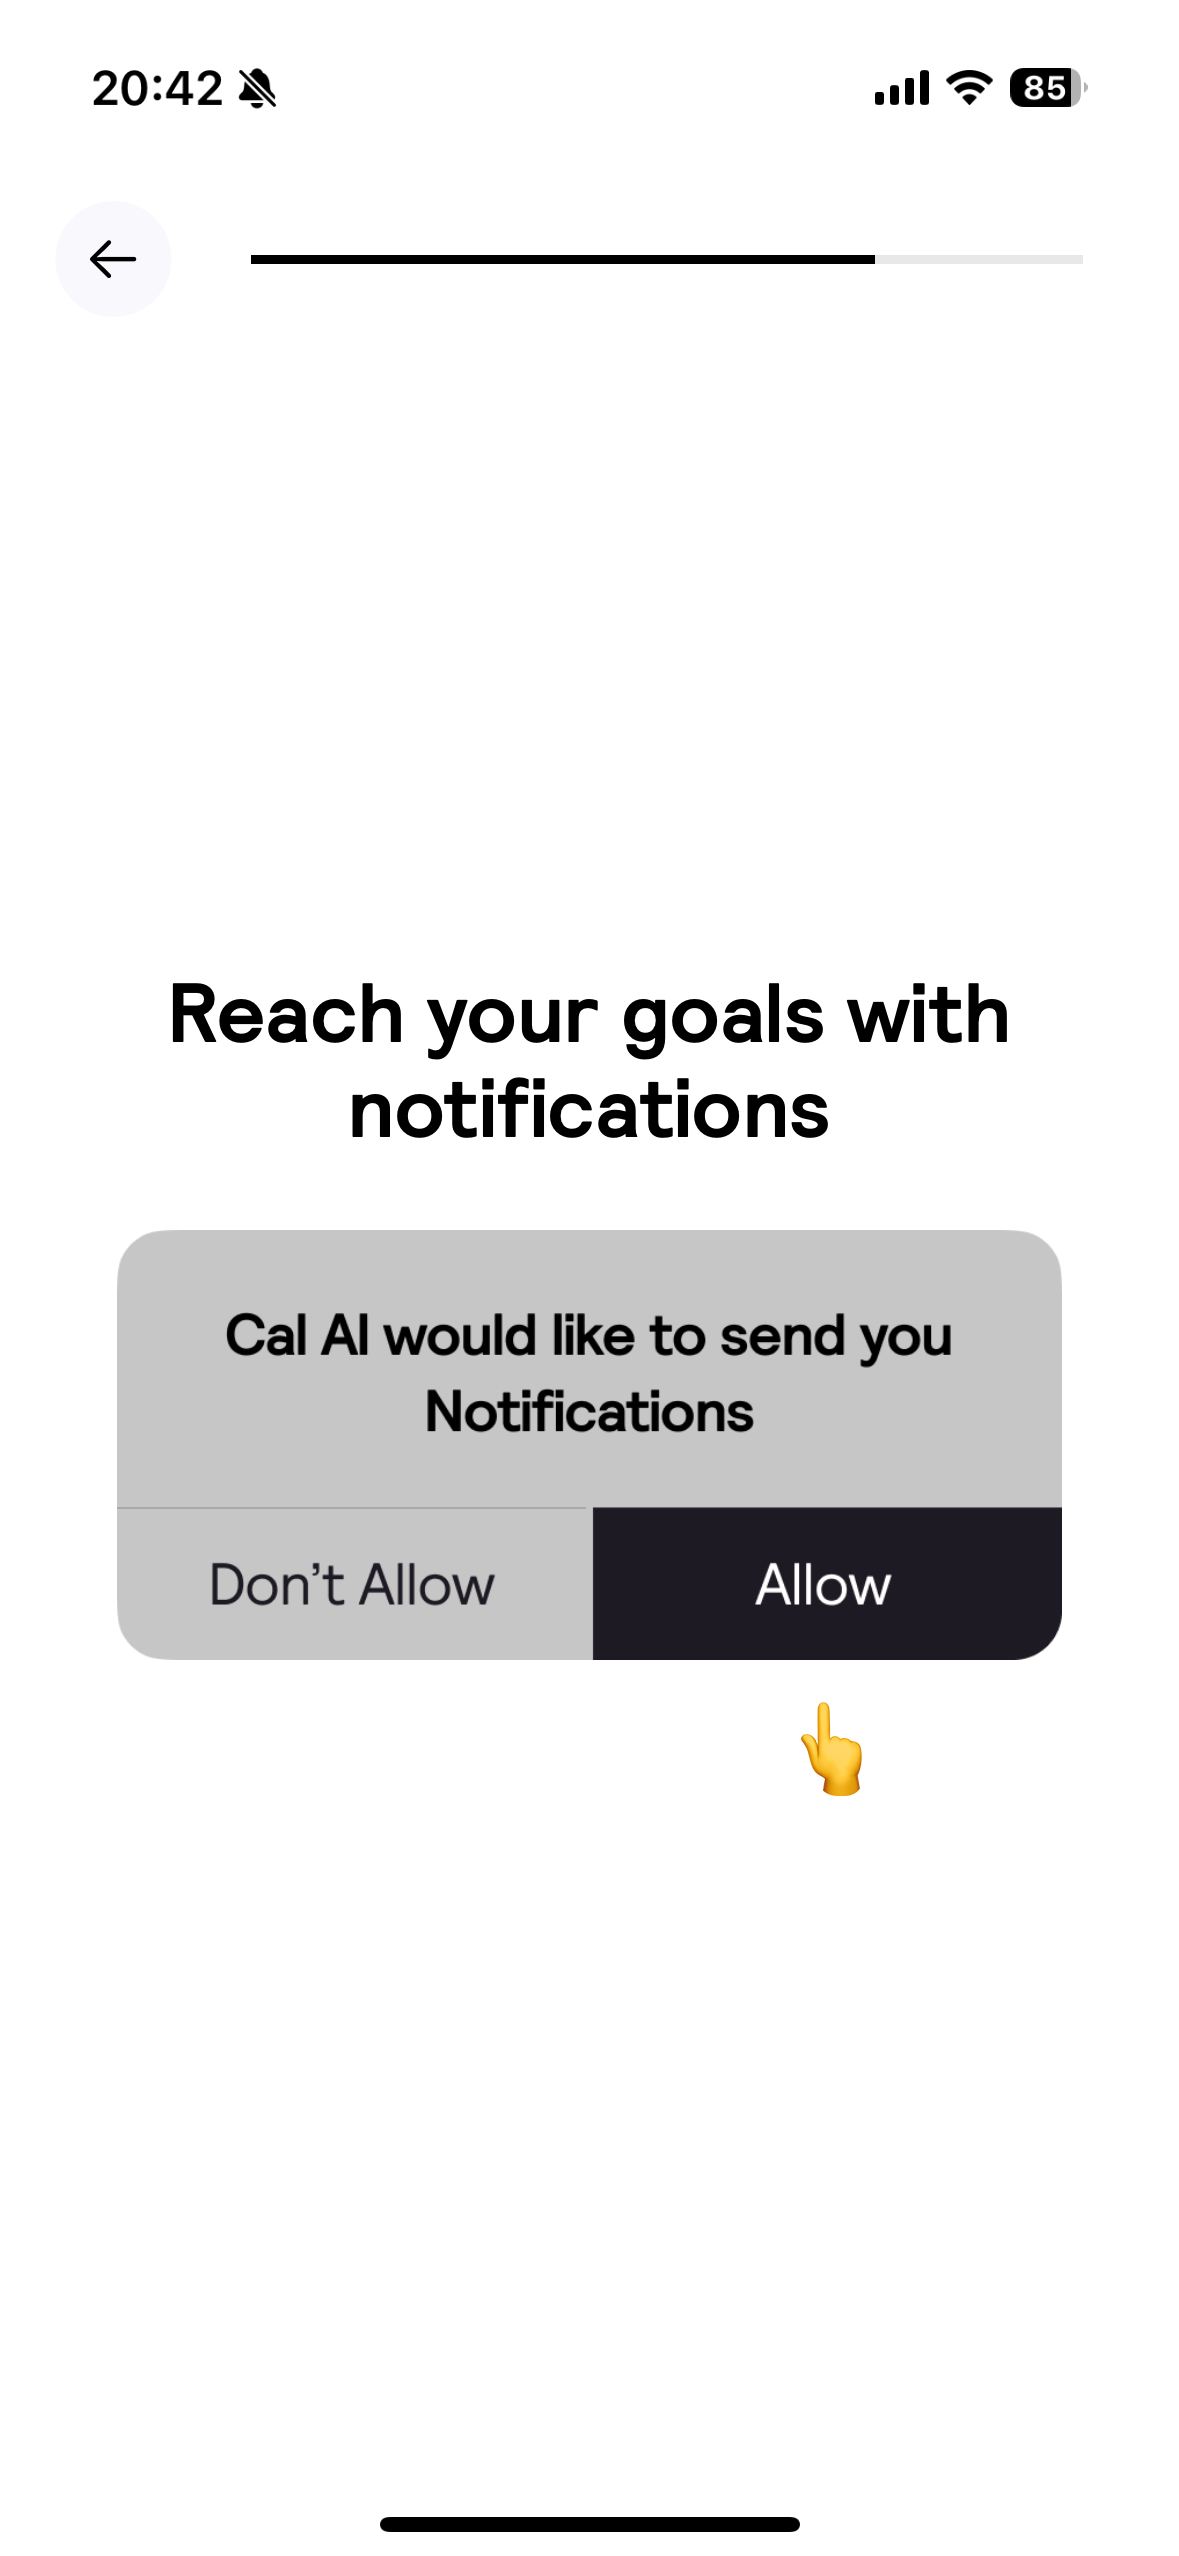 20:42
85
Reach your goals with
notifications
Cal AI would like to send you
Notifications
Don’t Allow
Allow